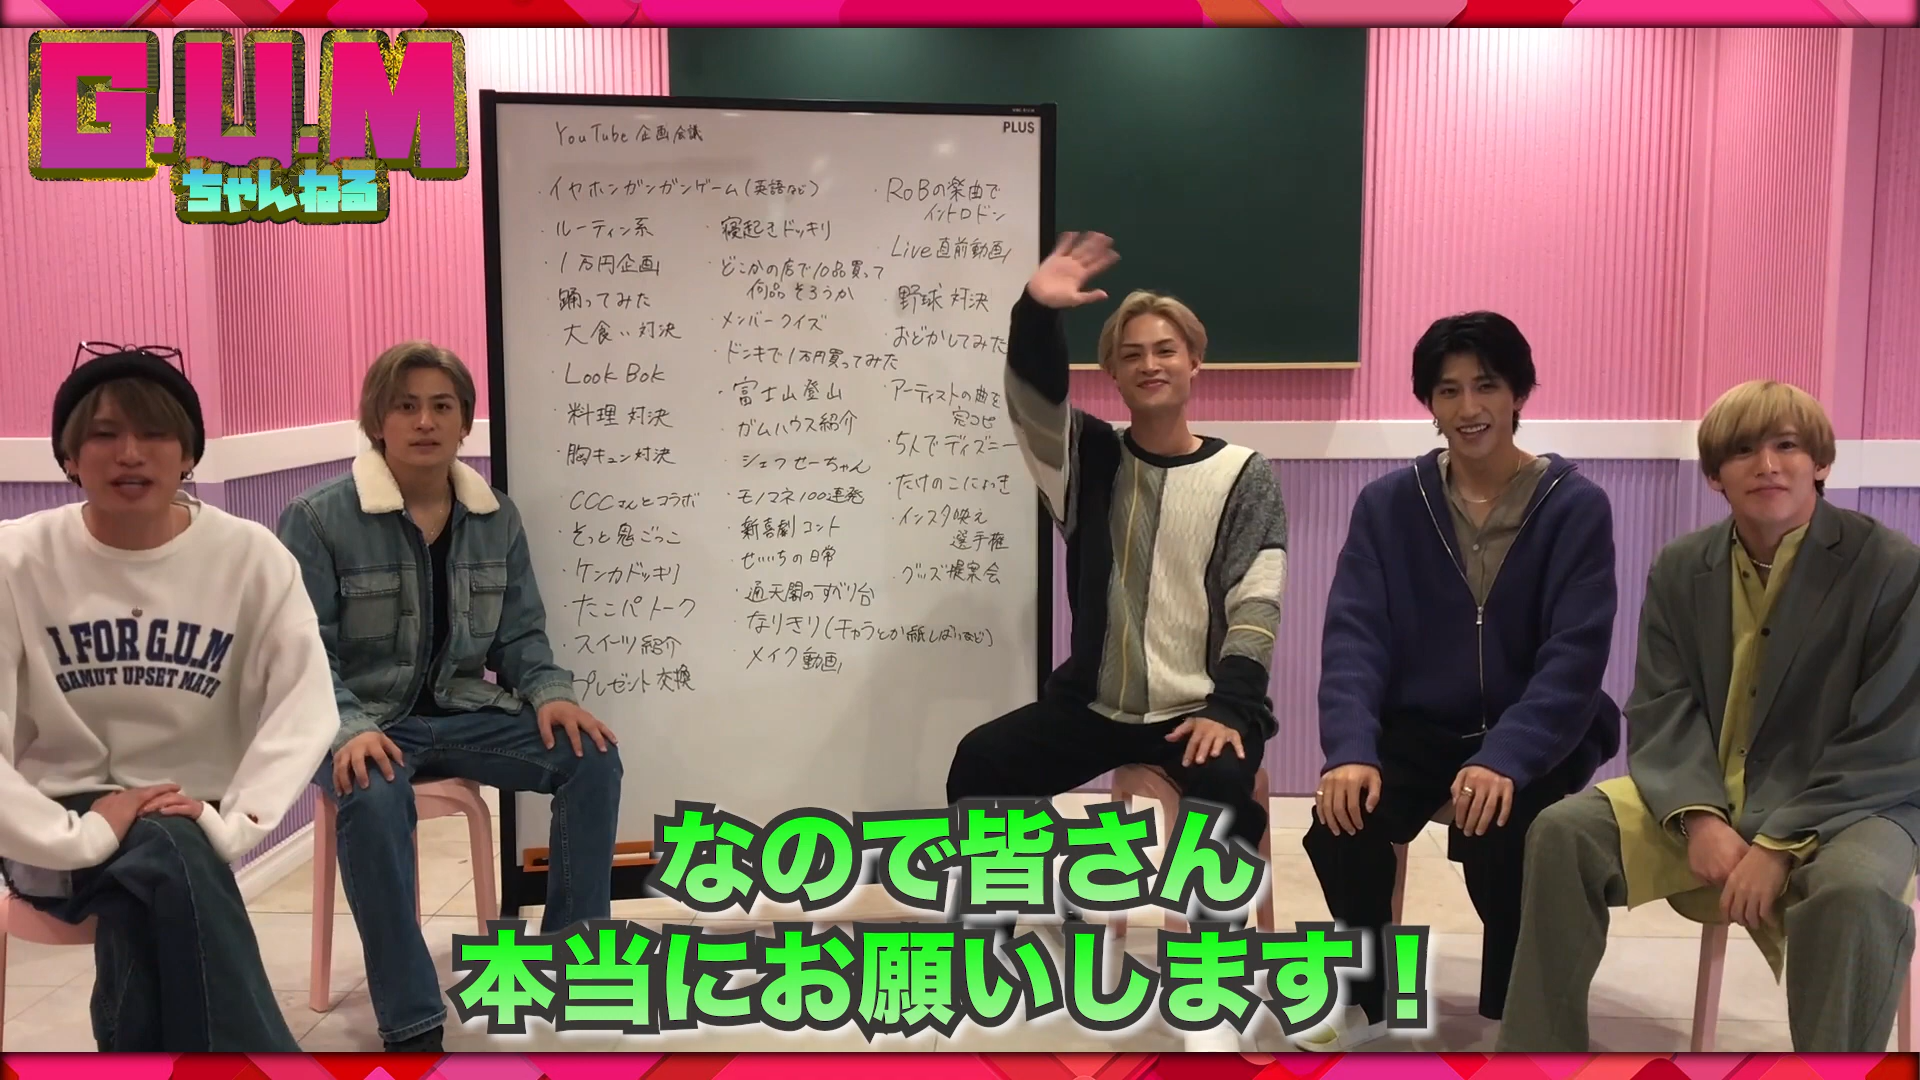 G.U.M
ちゃんねる
PLUS
YouTube 企画会議
・イヤホンガンガンゲーム(英語など)
・ルーティン系
・1万円企画
・踊ってみた
・大食い対決
・Look Bok
・料理対決
・胸キュン対決
・CCCさんとコラボ
・そっと鬼ごっこ
・ケンカドッキリ
・たこパトーク
・スイーツ紹介
プレゼント交換
・寝起きドッキリ
・どこかの店で10品買って
何品そろうか
・メンバークイズ
・ドンキで1万円買ってみた
・富士山登山
・ガムハウス紹介
・シェフせーちゃん
・モノマネ100連発
・新喜劇コント
・せいちの日常
・通天閣のすべり台
・なりきり(キャラとか紙しばいなど)
・メイク動画
・RoBの楽曲で
イントロドン
・Live直前動画
・野球対決
・おどかしてみた
・アーティストの曲を
完コピ
・5人でディズニー
・たけのこにょっき
・インスタ映え
選手権
・グッズ提案会
I FOR G.U.M
GAMUT UPSET MATE
なので皆さん
本当にお願いします！